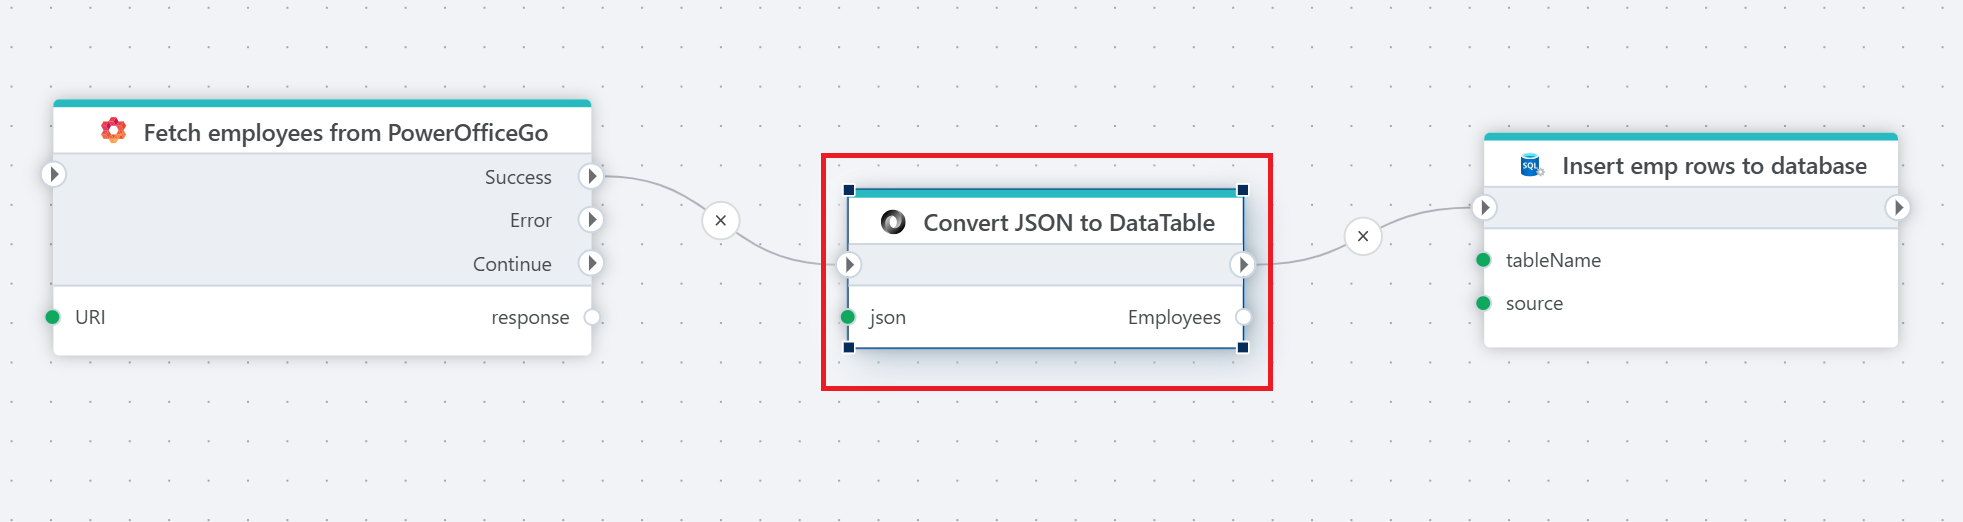 Fetch employees from PowerOfficeGo
Success
Error
Continue
URI
response
Convert JSON to DataTable
json
Employees
SQL
Insert emp rows to database
tableName
source